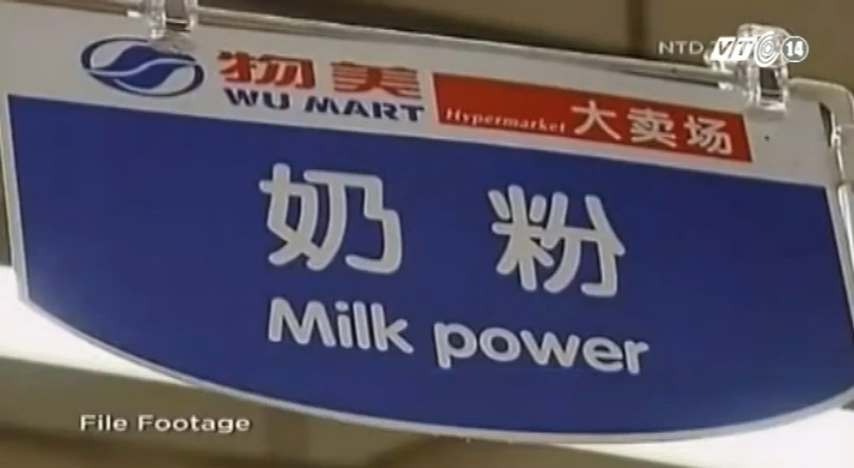 NTD VTC14
物美 大卖场
WU MART Hypermarket
奶粉
Milk power
File Footage